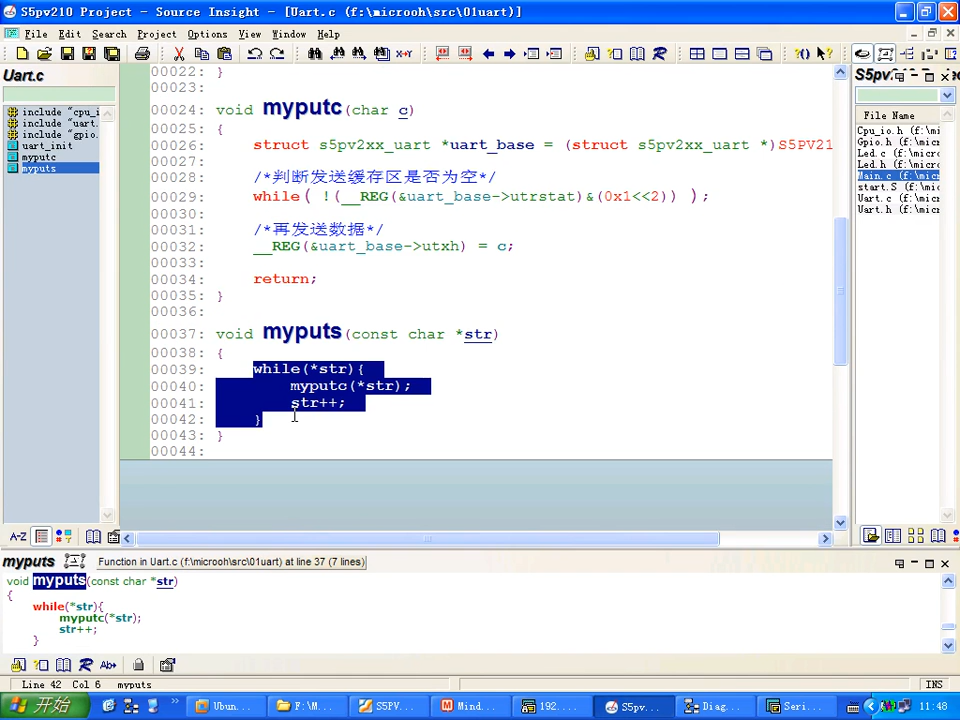 S5pv210 Project - Source Insight - [Uart.c (f:\microoh\src\01uart)]
File Edit Search Project Options View Window Help
Uart.c
include "cpu_i
include "uart.
include "gpio.
uart_init
myputc
myputs
00022: }
00023:
00024: void myputc(char c)
00025: {
00026: struct s5pv2xx_uart *uart_base = (struct s5pv2xx_uart *)S5PV21
00027:
00028: /*判断发送缓存区是否为空*/
00029: while( !(__REG(&uart_base->utrstat)&(0x1<<2)) );
00030:
00031: /*再发送数据*/
00032: __REG(&uart_base->utxh) = c;
00033:
00034: return;
00035: }
00036:
00037: void myputs(const char *str)
00038: {
00039: while(*str){
00040: myputc(*str);
00041: str++;
00042: }
00043: }
00044:
S5pv
File Name
Cpu_io.h (f:\mi
Gpio.h (f:\micr
Led.c (f:\micro
Led.h (f:\micro
Main.c (f:\micr
start.S (f:\mic
Uart.c (f:\micr
Uart.h (f:\micr
A-Z
myputs Function in Uart.c (f:\microoh\src\01uart) at line 37 (7 lines)
void myputs(const char *str)
{
while(*str){
myputc(*str);
str++;
}
Line 42 Col 6 myputs INS
开始 Ubun... F:\M... S5PV... Mind... 192.... S5pv... Diag... Seri... 11:48